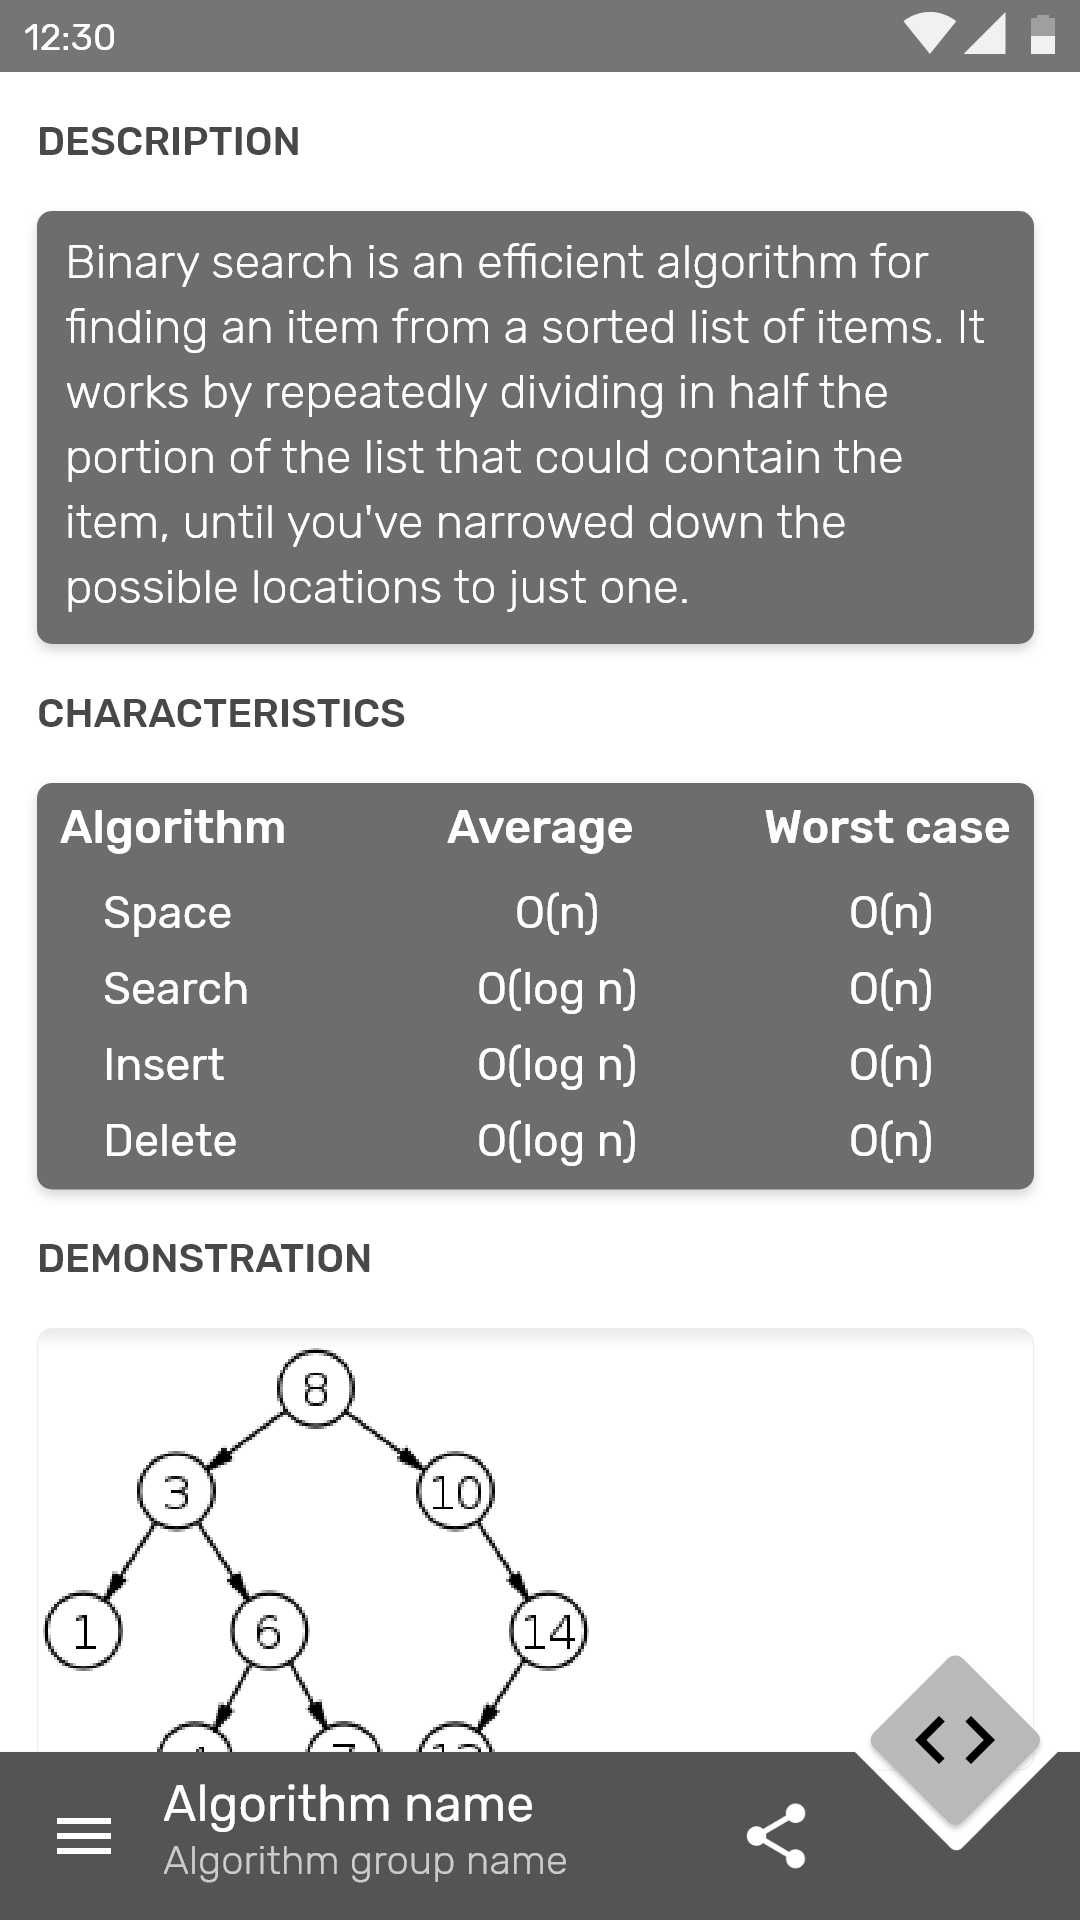 12:30
DESCRIPTION
Binary search is an efficient algorithm for
finding an item from a sorted list of items. It
works by repeatedly dividing in half the
portion of the list that could contain the
item, until you've narrowed down the
possible locations to just one.
CHARACTERISTICS
Algorithm Average Worst case
Space O(n) O(n)
Search O(log n) O(n)
Insert O(log n) O(n)
Delete O(log n) O(n)
DEMONSTRATION
8
3 10
1 6 14
Algorithm name
Algorithm group name